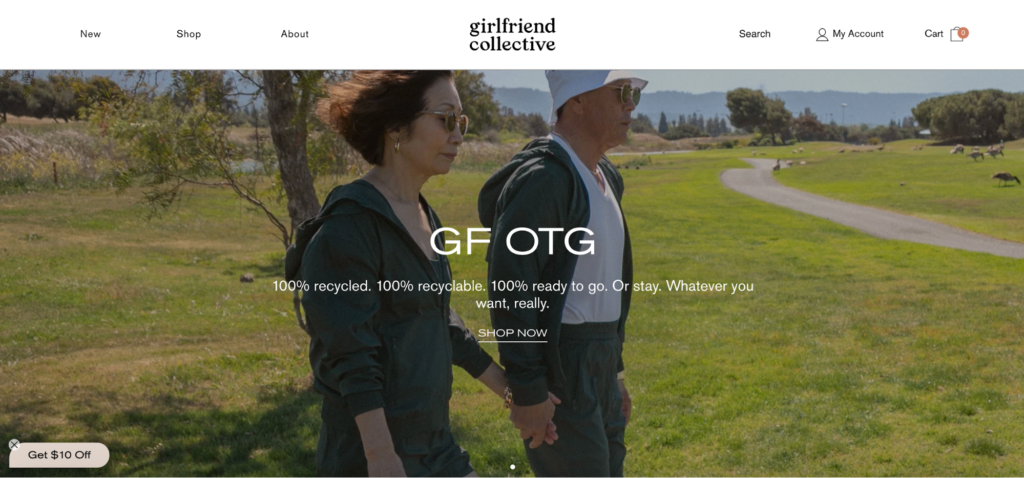 New
Shop
About
girlfriend
collective
Search
My Account
Cart
0
GF OTG
100% recycled. 100% recyclable. 100% ready to go. Or stay. Whatever you
want, really.
SHOP NOW
Get $10 Off